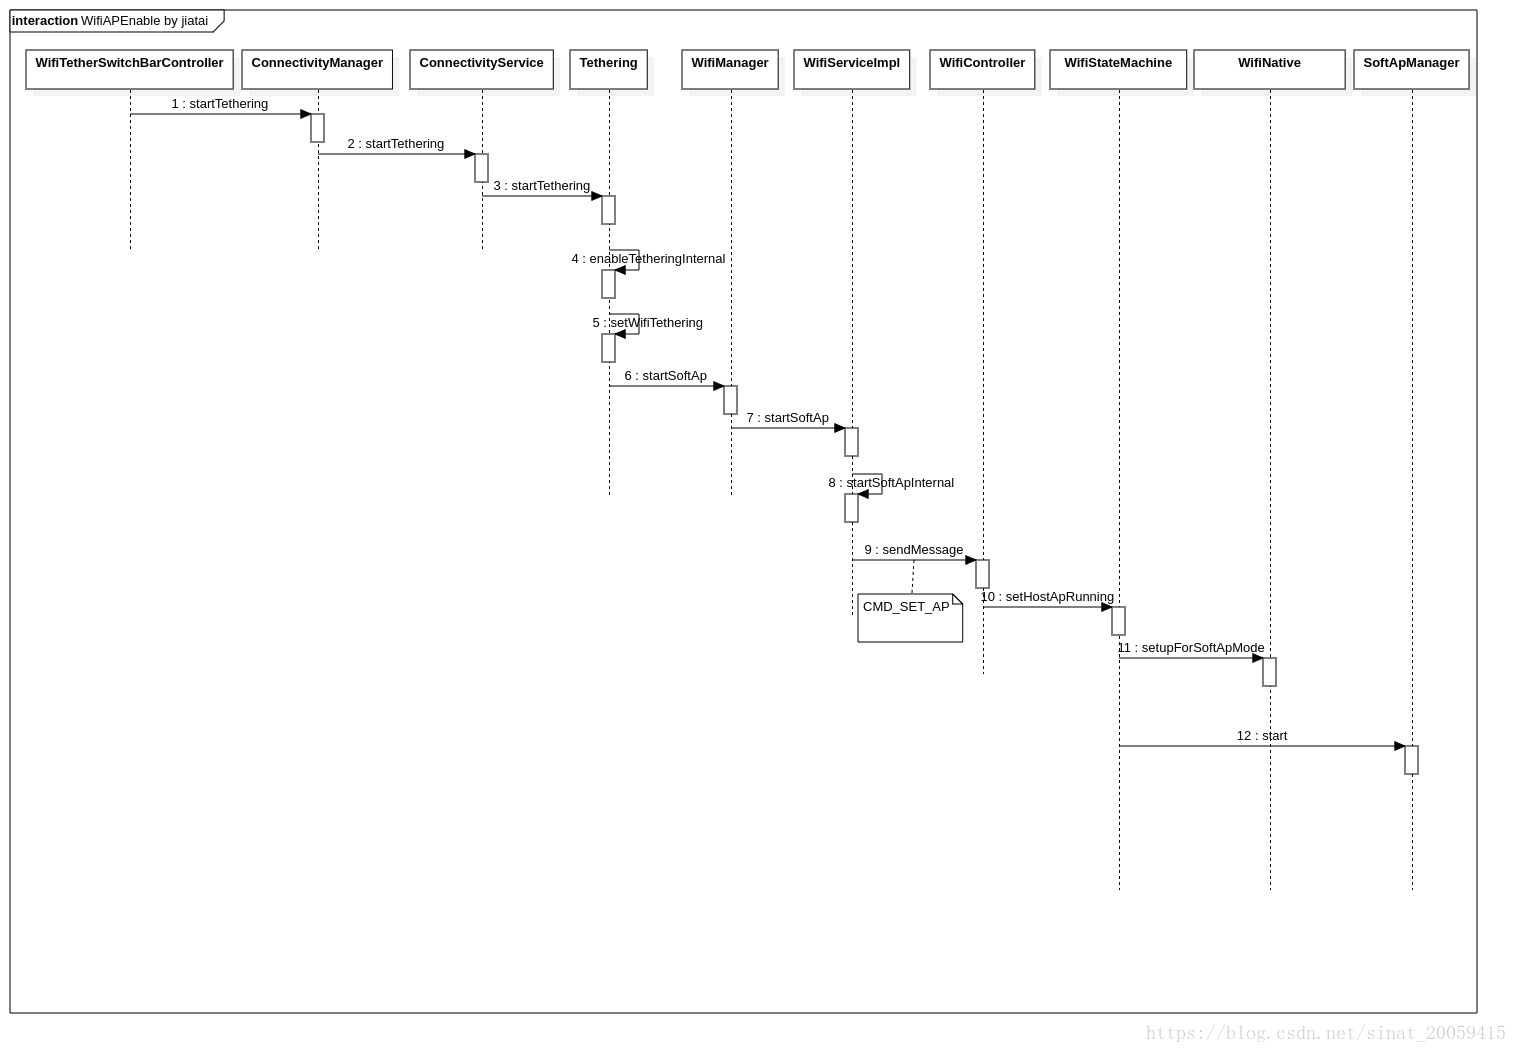 interaction WifiAPEnable by jiatai
WifiTetherSwitchBarController ConnectivityManager ConnectivityService Tethering WifiManager WifiServiceImpl WifiController WifiStateMachine WifiNative SoftApManager
1 : startTethering
2 : startTethering
3 : startTethering
4 : enableTetheringInternal
5 : setWifiTethering
6 : startSoftAp
7 : startSoftAp
8 : startSoftApInternal
9 : sendMessage
CMD_SET_AP
10 : setHostApRunning
11 : setupForSoftApMode
12 : start
https://blog.csdn.net/sinat_20059415